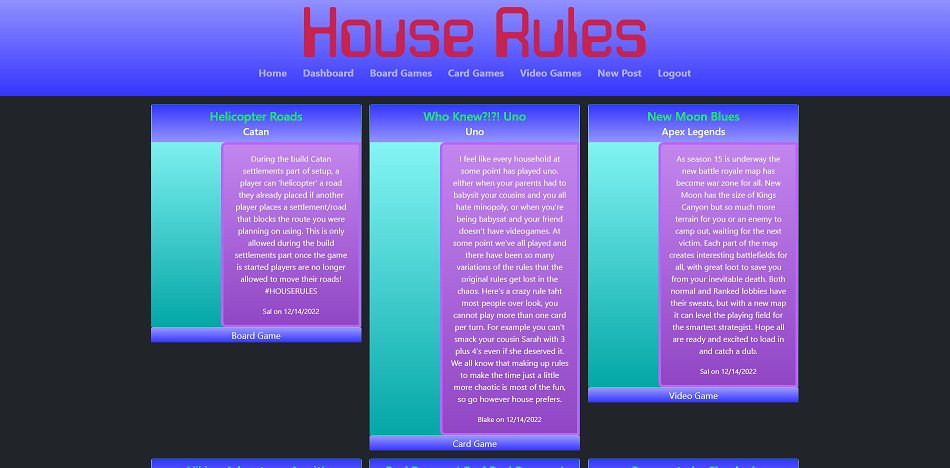 House Rules
Home Dashboard Board Games Card Games Video Games New Post Logout
Helicopter Roads
Catan
During the build Catan
settlements part of setup, a
player can 'helicopter' a road
they already placed if another
player places a settlement/road
that blocks the route you were
planning on using. This is only
allowed during the build
settlements part once the game
is started players are no longer
allowed to move their roads!
#HOUSERULES
Sal on 12/14/2022
Board Game
Who Knew?!?! Uno
Uno
I feel like every household at
some point has played uno.
either when your parents had to
babysit your cousins and you all
hate minopoly, or when you're
being babysat and your friend
doesn't have videogames. At
some point we've all played and
there have been so many
variations of the rules that the
original rules get lost in the
chaos. Here's a crazy rule taht
most people over look, you
cannot play more than one card
per turn. For example you can't
smack your cousin Sarah with 3
plus 4's even if she deserved it.
We all know that making up rules
to make the time just a little
more chaotic is most of the fun,
so go however house prefers.
Blake on 12/14/2022
Card Game
New Moon Blues
Apex Legends
As season 15 is underway the
new battle royale map has
become war zone for all. New
Moon has the size of Kings
Canyon but so much more
terrain for you or an enemy to
camp out, waiting for the next
victim. Each part of the map
creates interesting battlefields for
all, with great loot to save you
from your inevitable death. Both
normal and Ranked lobbies have
their sweats, but with a new map
it can level the playing field for
the smartest strategist. Hope all
are ready and excited to load in
and catch a dub.
Sal on 12/14/2022
Video Game